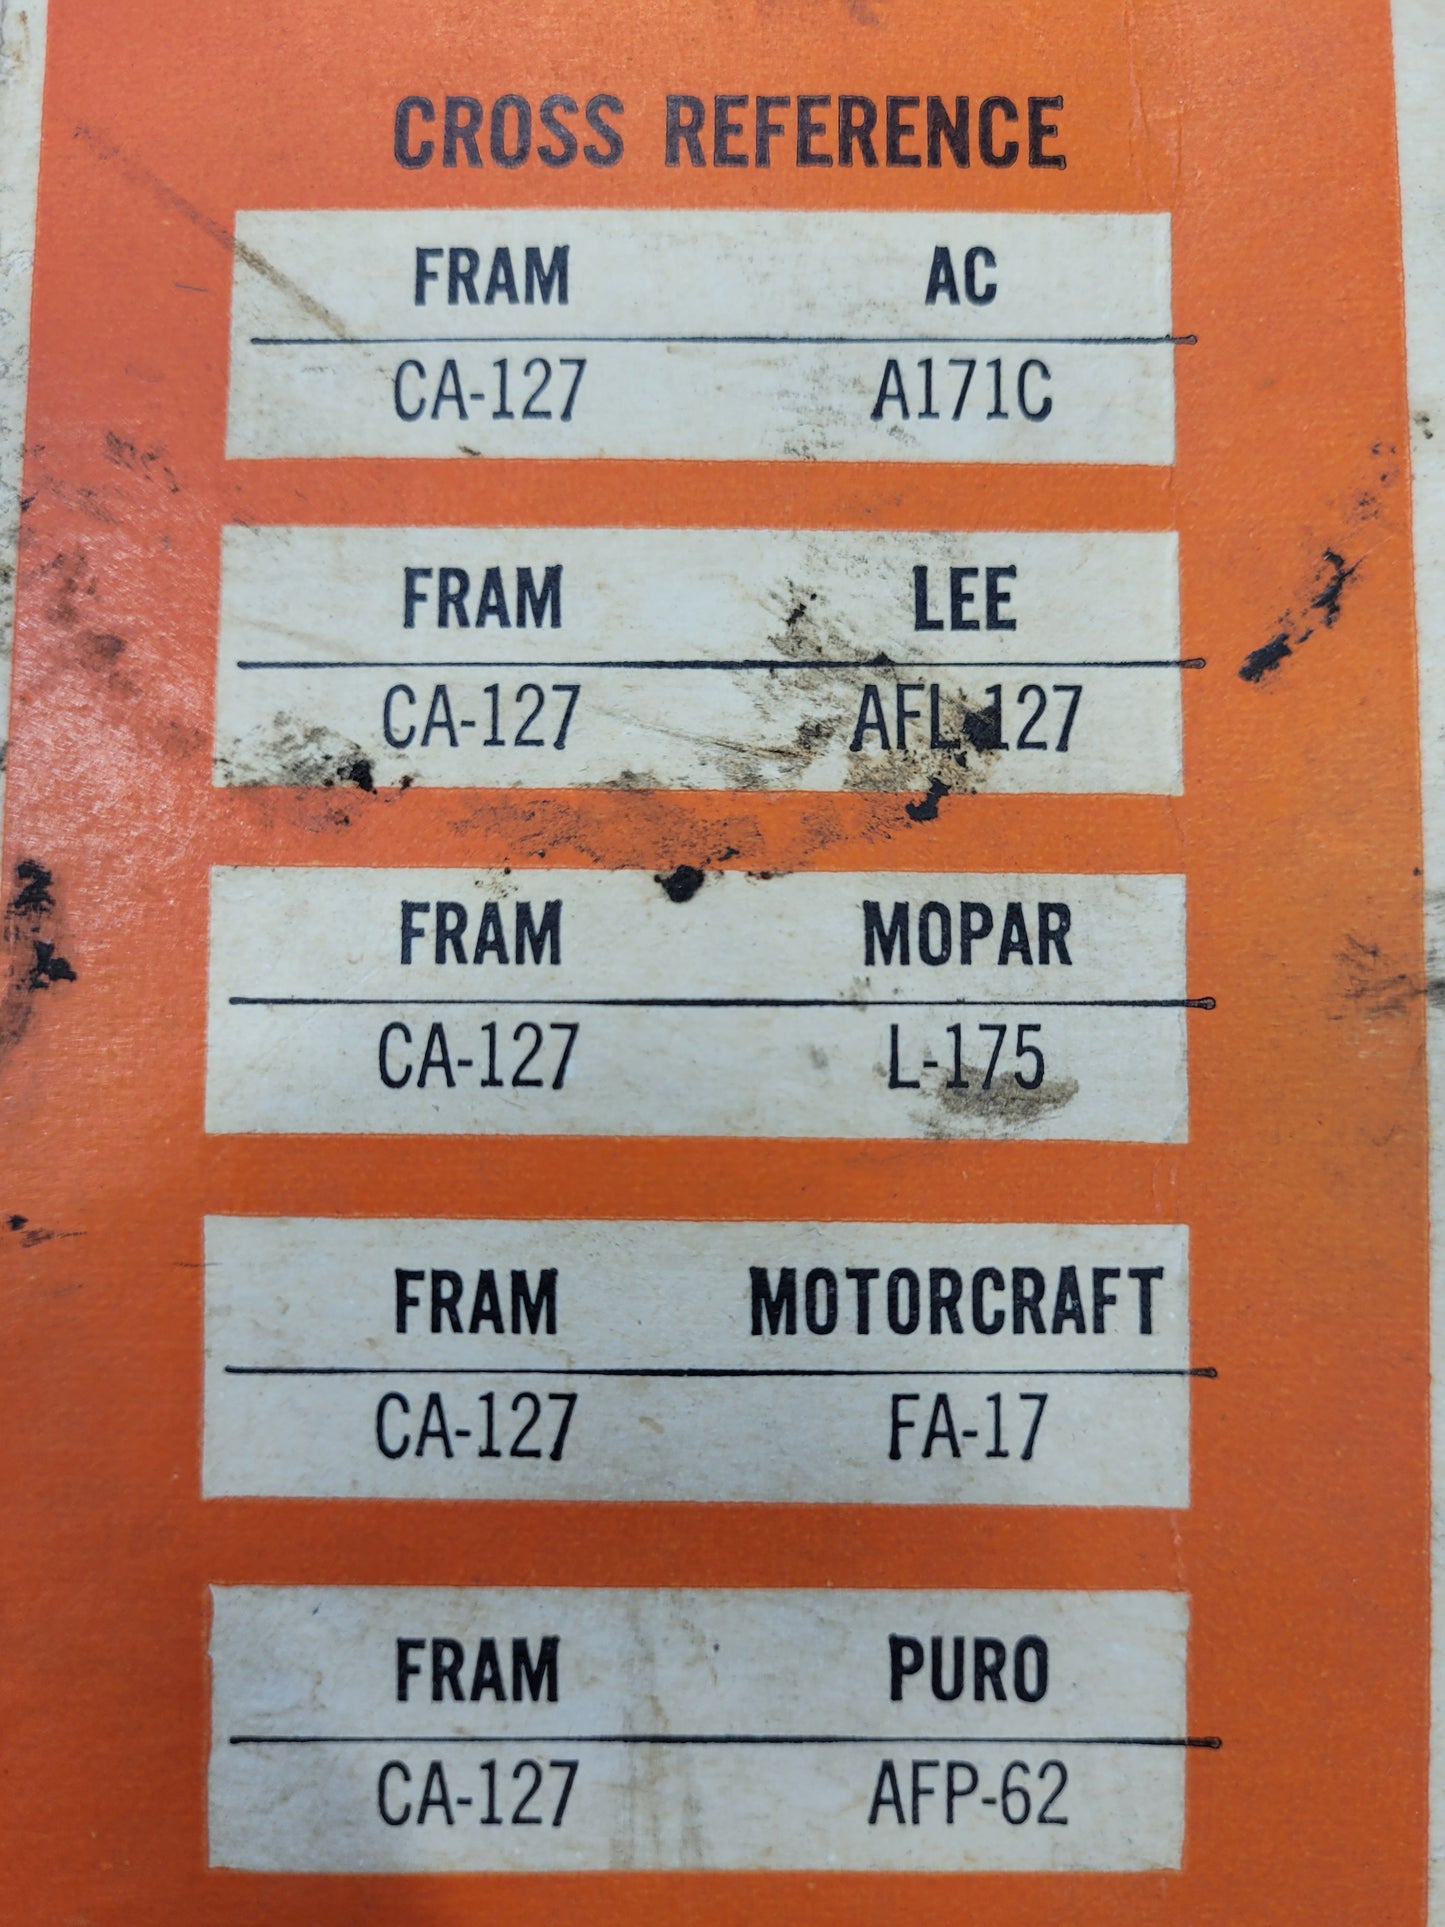 CROSS REFERENCE
FRAM AC
CA-127 A171C
FRAM LEE
CA-127 AFL-127
FRAM MOPAR
CA-127 L-175
FRAM MOTORCRAFT
CA-127 FA-17
FRAM PURO
CA-127 AFP-62